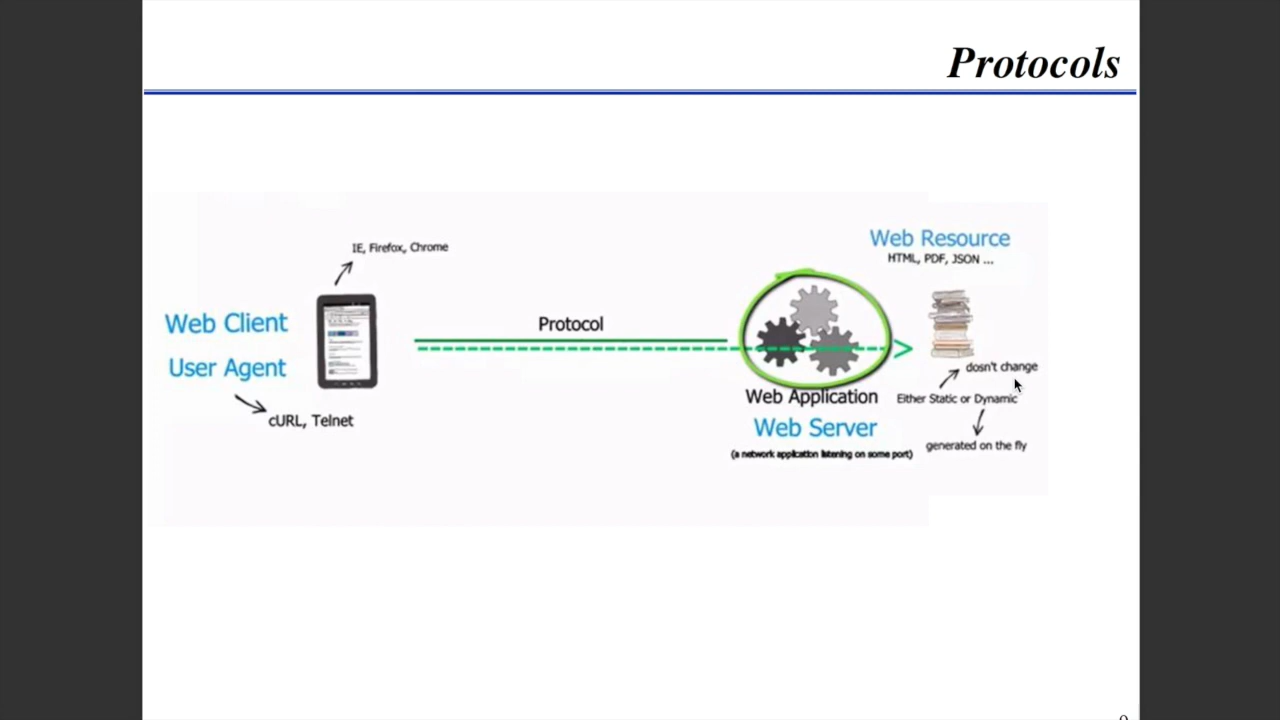 Protocols
IE, Firefox, Chrome
Web Client
User Agent
cURL, Telnet
Protocol
Web Application
Web Server
(a network application listening on some port)
Web Resource
HTML, PDF, JSON ...
dosn't change
Either Static or Dynamic
generated on the fly